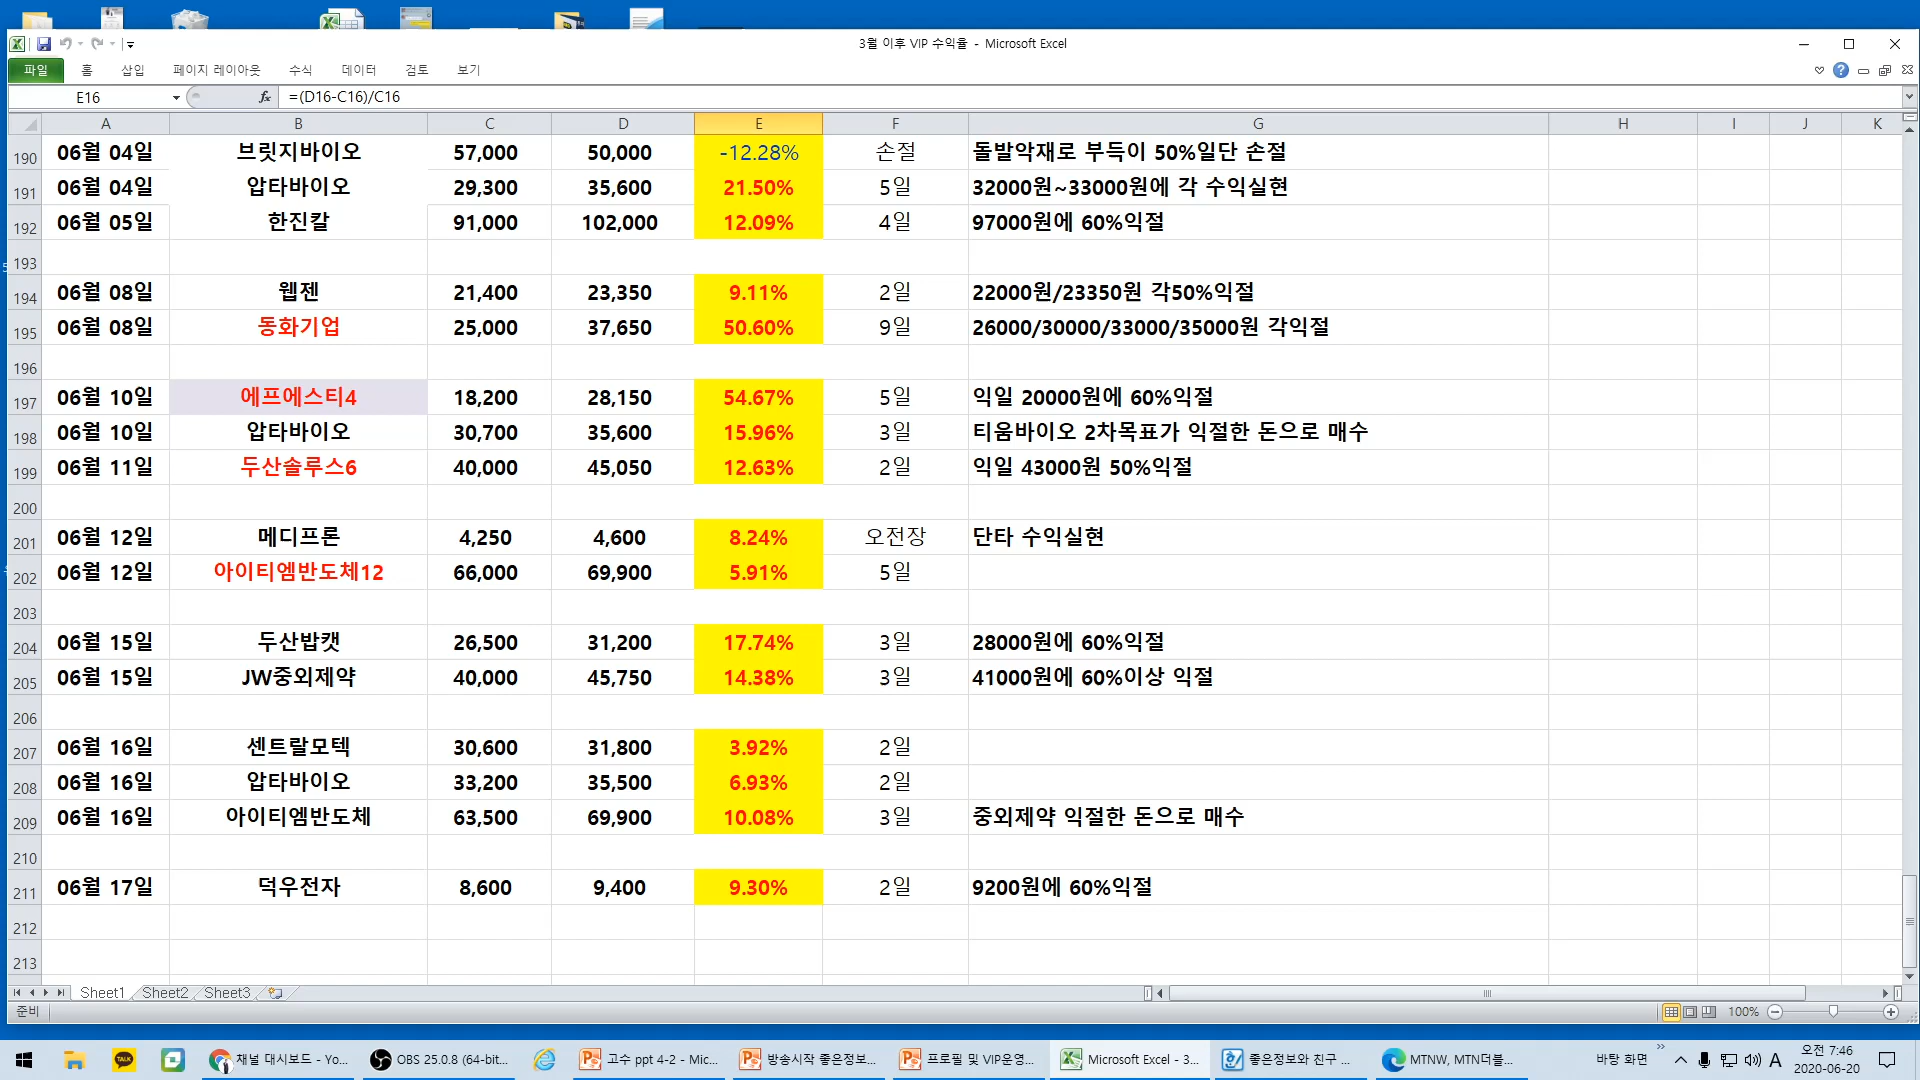 3월 이후 VIP 수익율 - Microsoft Excel
파일 홈 삽입 페이지 레이아웃 수식 데이터 검토 보기
E16 fx =(D16-C16)/C16
A B C D E F G H I J K
190 06월 04일 브릿지바이오 57,000 50,000 -12.28% 손절 돌발악재로 부득이 50%일단 손절
191 06월 04일 압타바이오 29,300 35,600 21.50% 5일 32000원~33000원에 각 수익실현
192 06월 05일 한진칼 91,000 102,000 12.09% 4일 97000원에 60%익절
193
194 06월 08일 웹젠 21,400 23,350 9.11% 2일 22000원/23350원 각50%익절
195 06월 08일 동화기업 25,000 37,650 50.60% 9일 26000/30000/33000/35000원 각익절
196
197 06월 10일 에프에스티4 18,200 28,150 54.67% 5일 익일 20000원에 60%익절
198 06월 10일 압타바이오 30,700 35,600 15.96% 3일 티움바이오 2차목표가 익절한 돈으로 매수
199 06월 11일 두산솔루스6 40,000 45,050 12.63% 2일 익일 43000원 50%익절
200
201 06월 12일 메디프론 4,250 4,600 8.24% 오전장 단타 수익실현
202 06월 12일 아이티엠반도체12 66,000 69,900 5.91% 5일
203
204 06월 15일 두산밥캣 26,500 31,200 17.74% 3일 28000원에 60%익절
205 06월 15일 JW중외제약 40,000 45,750 14.38% 3일 41000원에 60%이상 익절
206
207 06월 16일 센트랄모텍 30,600 31,800 3.92% 2일
208 06월 16일 압타바이오 33,200 35,500 6.93% 2일
209 06월 16일 아이티엠반도체 63,500 69,900 10.08% 3일 중외제약 익절한 돈으로 매수
210
211 06월 17일 덕우전자 8,600 9,400 9.30% 2일 9200원에 60%익절
212
213
Sheet1 Sheet2 Sheet3
준비 100%
채널 대시보드 - Yo... OBS 25.0.8 (64-bit... 고수 ppt 4-2 - Mic... 방송시작 좋은정보... 프로필 및 VIP운영... Microsoft Excel - 3... 좋은정보와 친구 ... MTNW, MTN더블... 바탕 화면 A 오전 7:46
2020-06-20